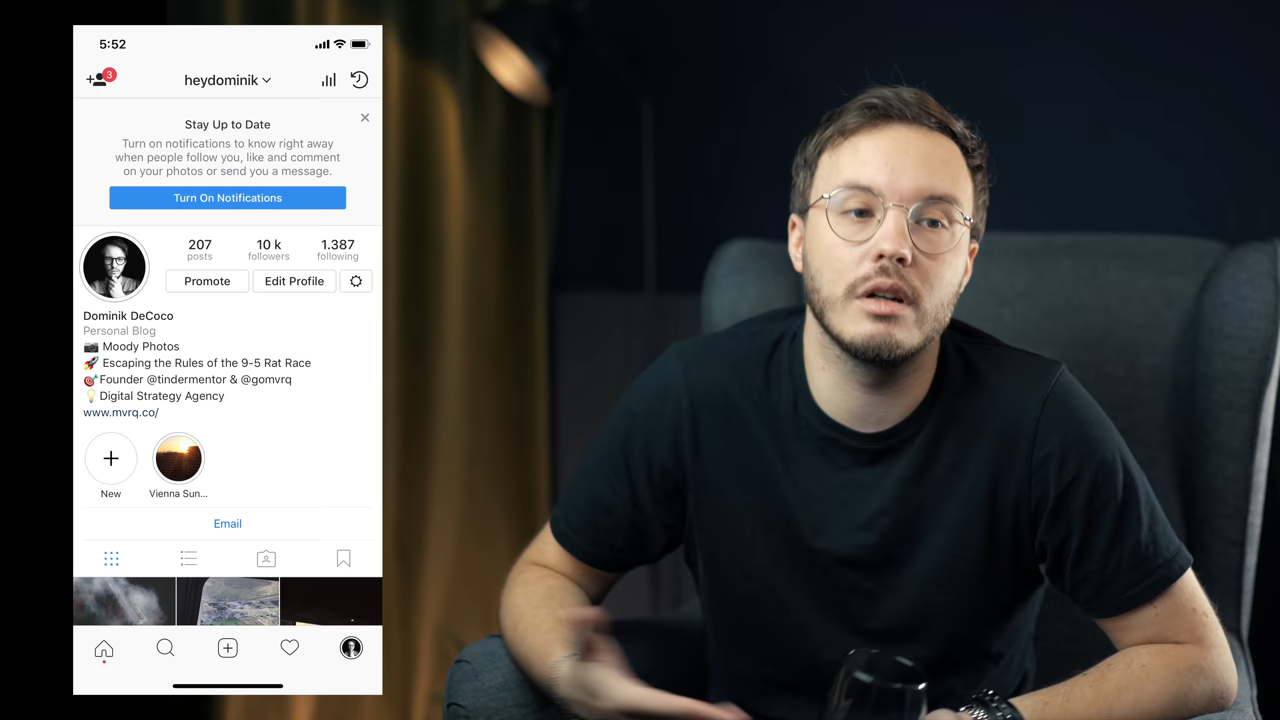 5:52
3
heydominik
Stay Up to Date
Turn on notifications to know right away
when people follow you, like and comment
on your photos or send you a message.
Turn On Notifications
207 10 k 1.387
posts followers following
Promote Edit Profile
Dominik DeCoco
Personal Blog
📷 Moody Photos
🚀 Escaping the Rules of the 9-5 Rat Race
🎯Founder @tindermentor & @gomvrq
💡Digital Strategy Agency
www.mvrq.co/
New Vienna Sun...
Email